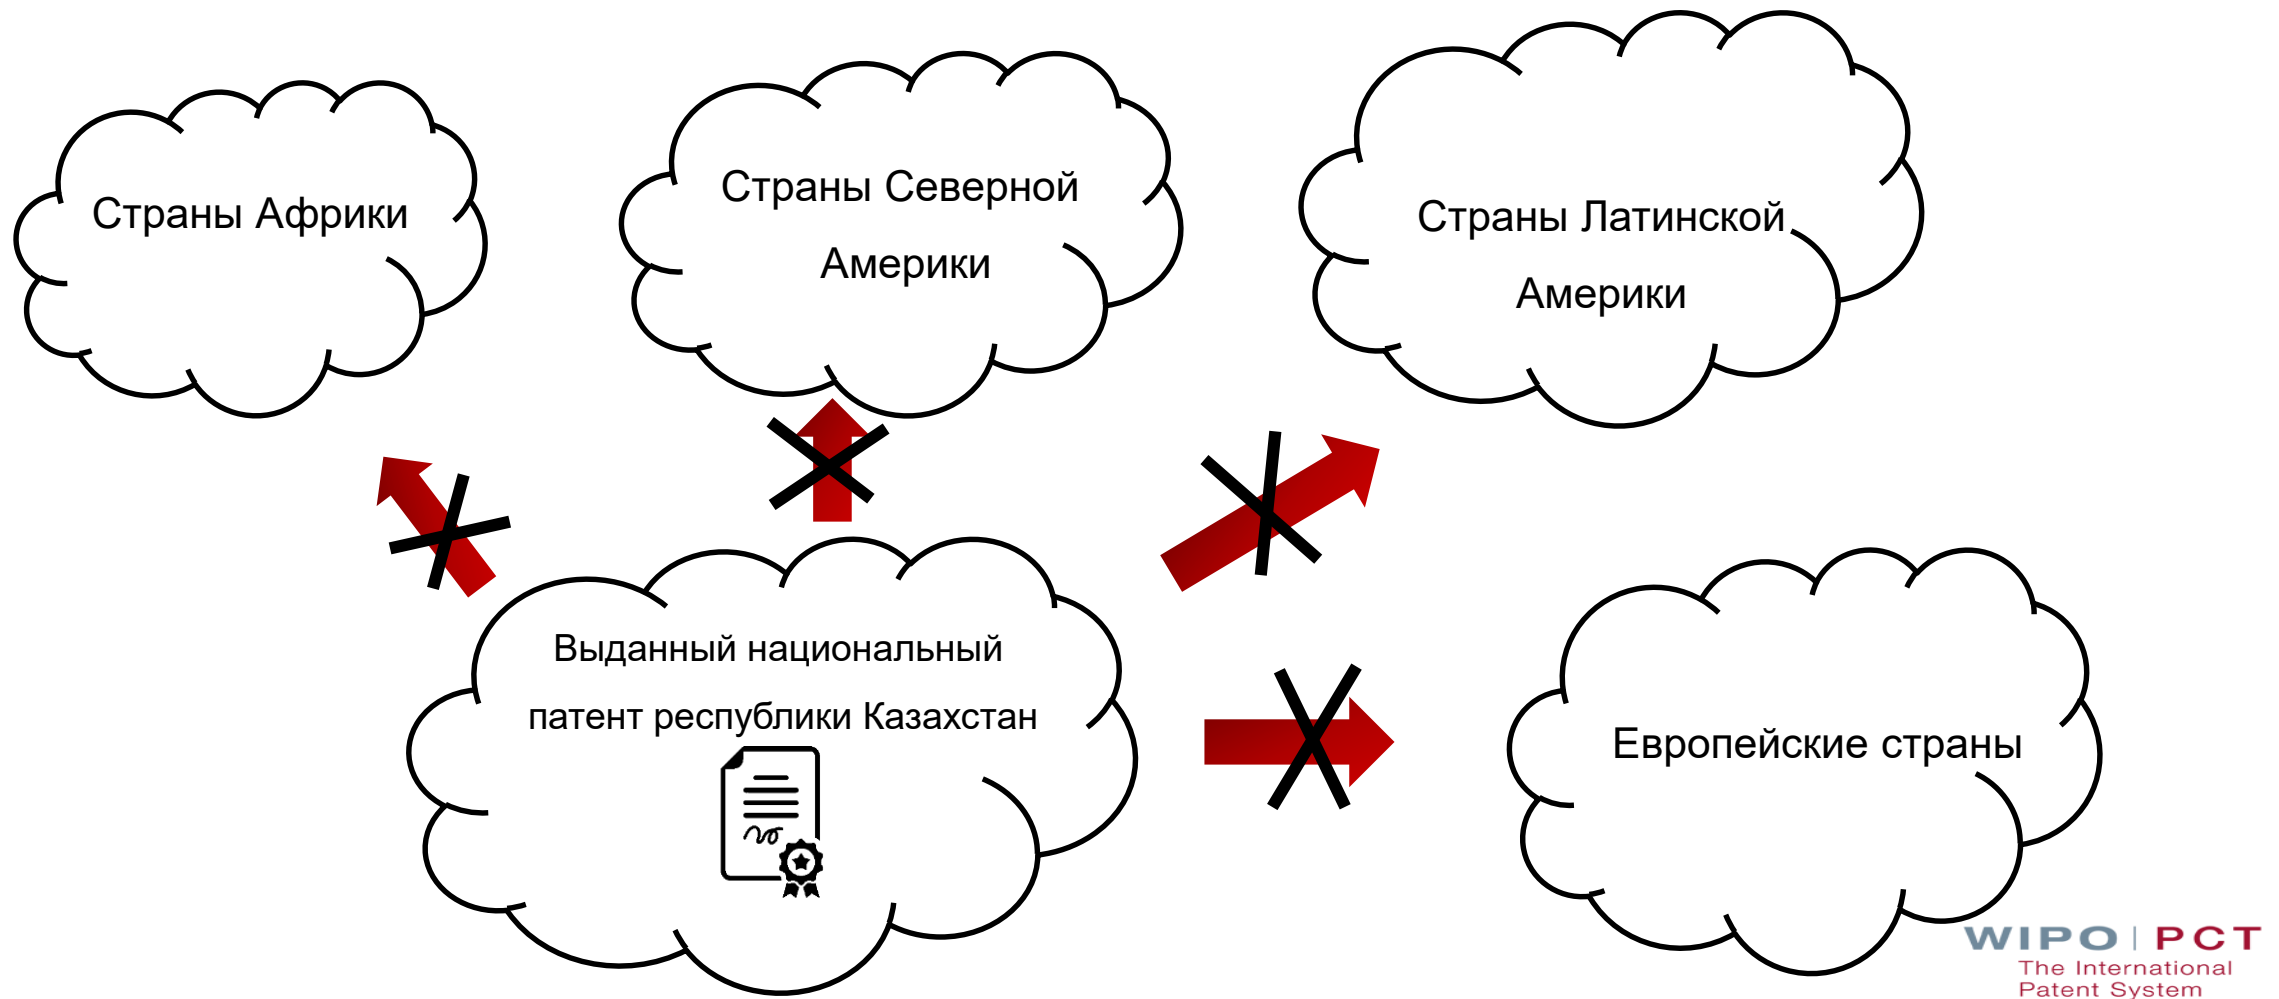 Страны Африки
Страны Северной
Америки
Страны Латинской
Америки
Выданный национальный
патент республики Казахстан
Европейские страны
WIPO | PCT
The International
Patent System